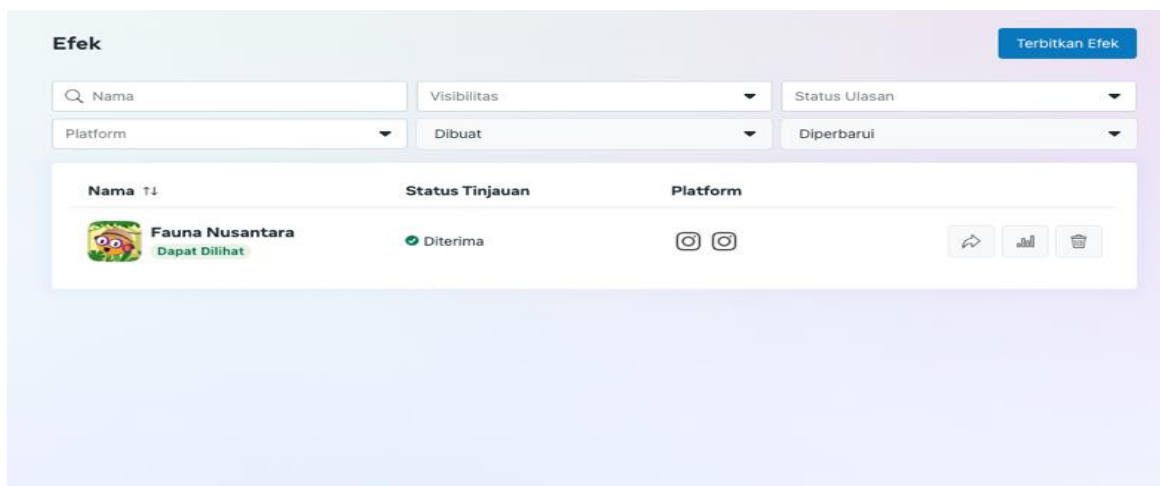 Efek
Terbitkan Efek
Nama
Visibilitas
Status Ulasan
Platform
Dibuat
Diperbarui
Nama ↑↓
Status Tinjauan
Platform
Fauna Nusantara
Dapat Dilihat
Diterima